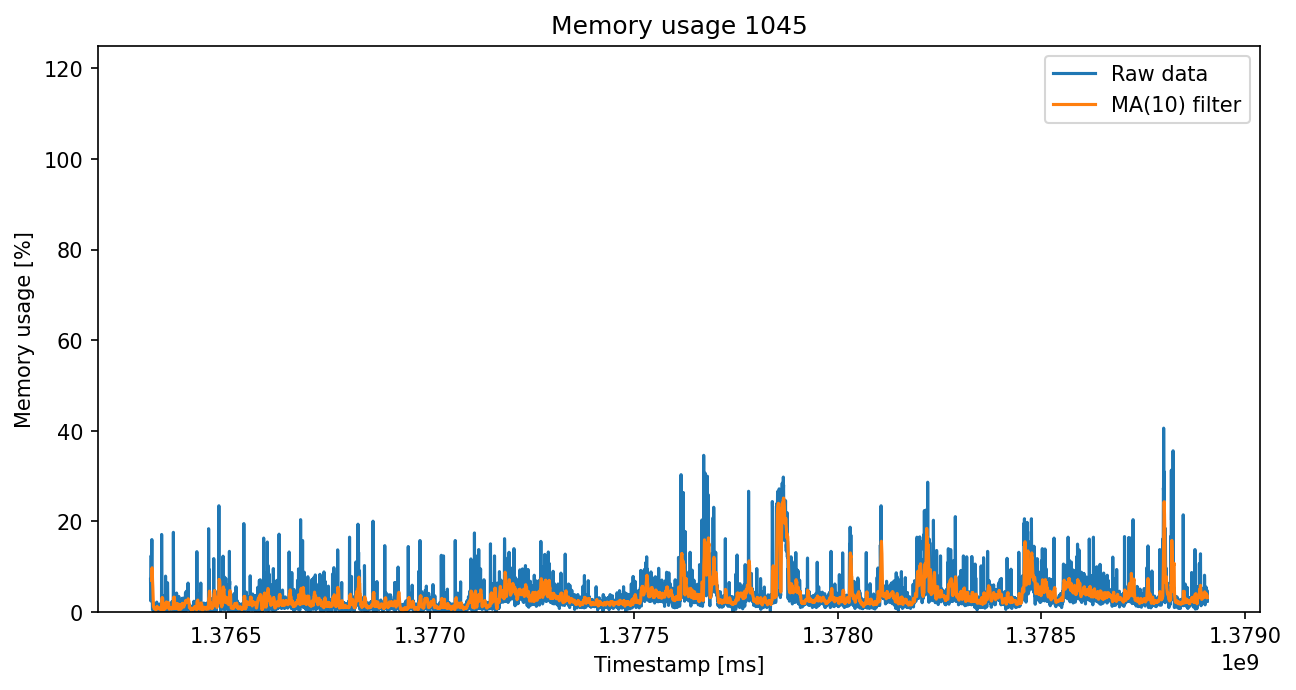 Memory usage 1045
Raw data
MA(10) filter
Memory usage [%]
120
100
80
60
40
20
0
1.3765 1.3770 1.3775 1.3780 1.3785 1.3790
1e9
Timestamp [ms]